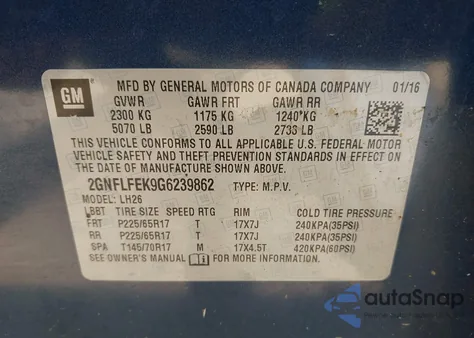 GM
MFD BY GENERAL MOTORS OF CANADA COMPANY 01/16
GVWR GAWR FRT GAWR RR
2300 KG 1175 KG 1240 KG
5070 LB 2590 LB 2733 LB
THIS VEHICLE CONFORMS TO ALL APPLICABLE U.S. FEDERAL MOTOR
VEHICLE SAFETY AND THEFT PREVENTION STANDARDS IN EFFECT ON
THE DATE OF MANUFACTURE SHOWN ABOVE.
2GNFLFEK9G6239862 TYPE: M.P.V.
MODEL: LH26
LBBT TIRE SIZE SPEED RTG RIM COLD TIRE PRESSURE
FRT P225/65R17 T 17X7J 240KPA(35PSI)
RR P225/65R17 T 17X7J 240KPA(35PSI)
SPA T145/70R17 M 17X4.5T 420KPA(60PSI)
SEE OWNER'S MANUAL FOR MORE INFORMATION
autoSnap